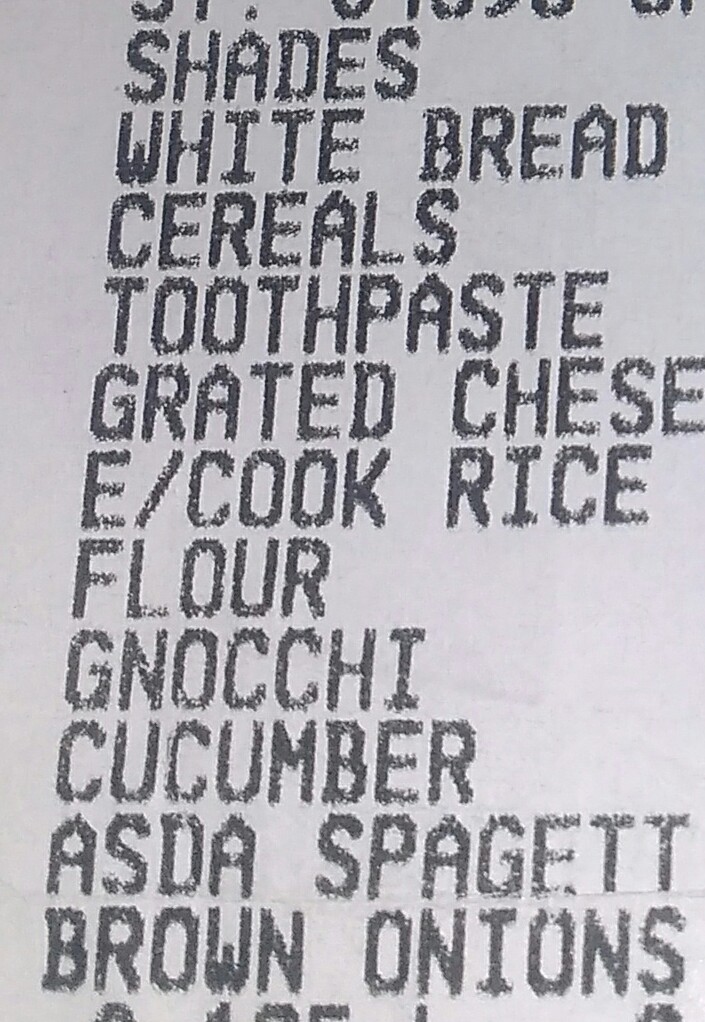 SHADES
WHITE BREAD
CEREALS
TOOTHPASTE
GRATED CHESE
E/COOK RICE
FLOUR
GNOCCHI
CUCUMBER
ASDA SPAGETT
BROWN ONIONS